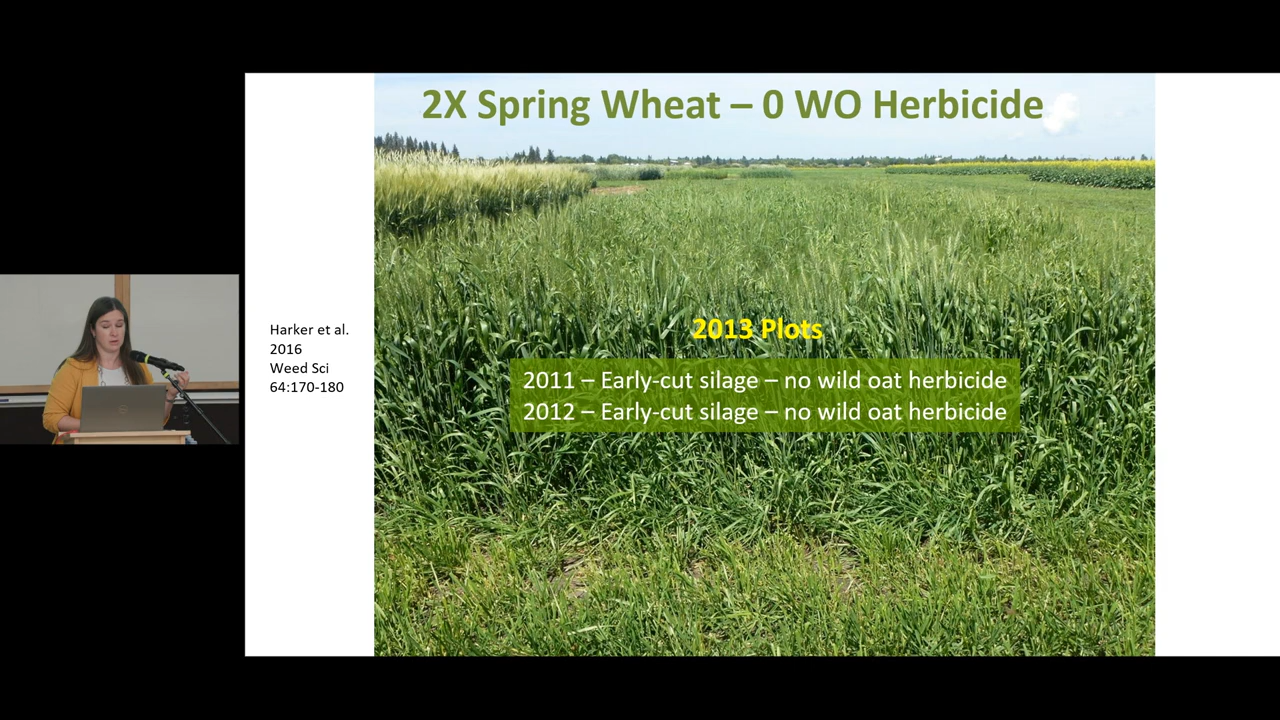 2X Spring Wheat – 0 WO Herbicide
Harker et al.
2016
Weed Sci
64:170-180
2013 Plots
2011 – Early-cut silage – no wild oat herbicide
2012 – Early-cut silage – no wild oat herbicide